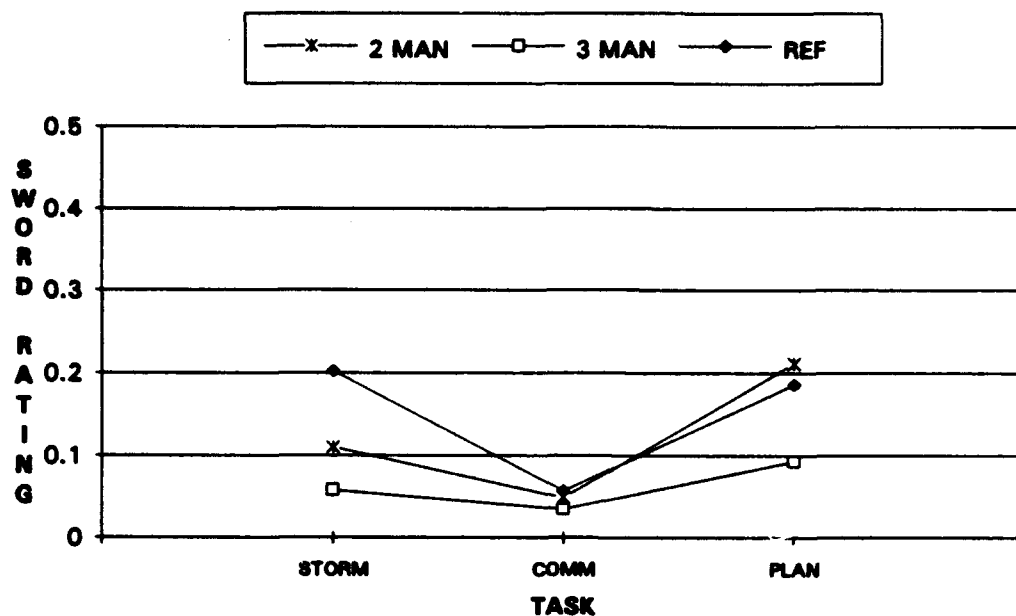 2 MAN 3 MAN REF
SWORD RATING
0.5
0.4
0.3
0.2
0.1
0
STORM COMM PLAN
TASK